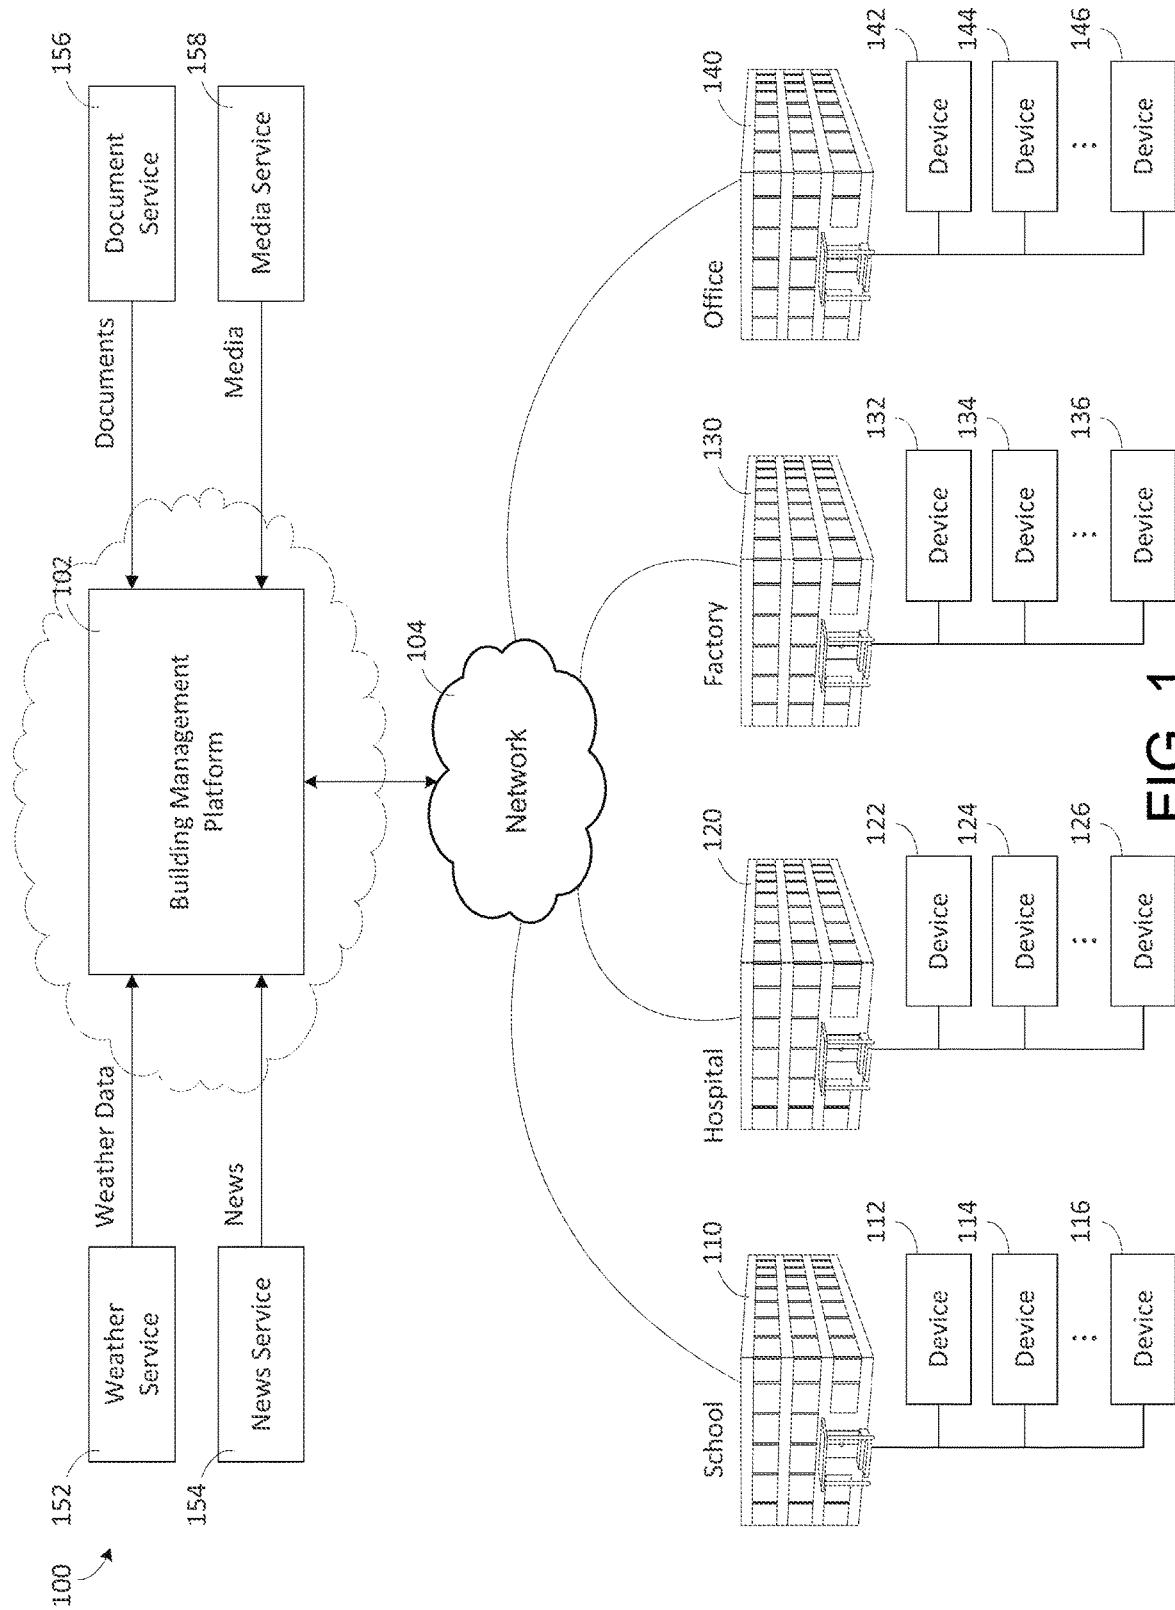 100
152
Weather
Service
Weather Data
102
Building Management
Platform
Documents
Document
Service
156
154
News Service
News
Media
Media Service
158
104
Network
School
110
Hospital
120
Factory
130
Office
140
Device
112
Device
122
Device
132
Device
142
Device
114
Device
124
Device
134
Device
144
Device
116
Device
126
Device
136
Device
146
FIG. 1